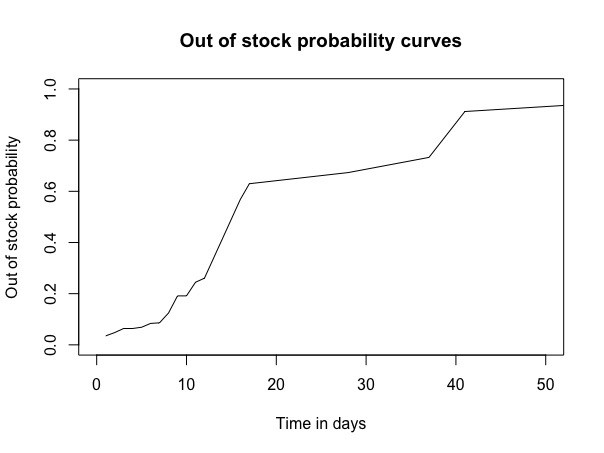 Out of stock probability curves
Out of stock probability
1.0
0.8
0.6
0.4
0.2
0.0
0 10 20 30 40 50
Time in days